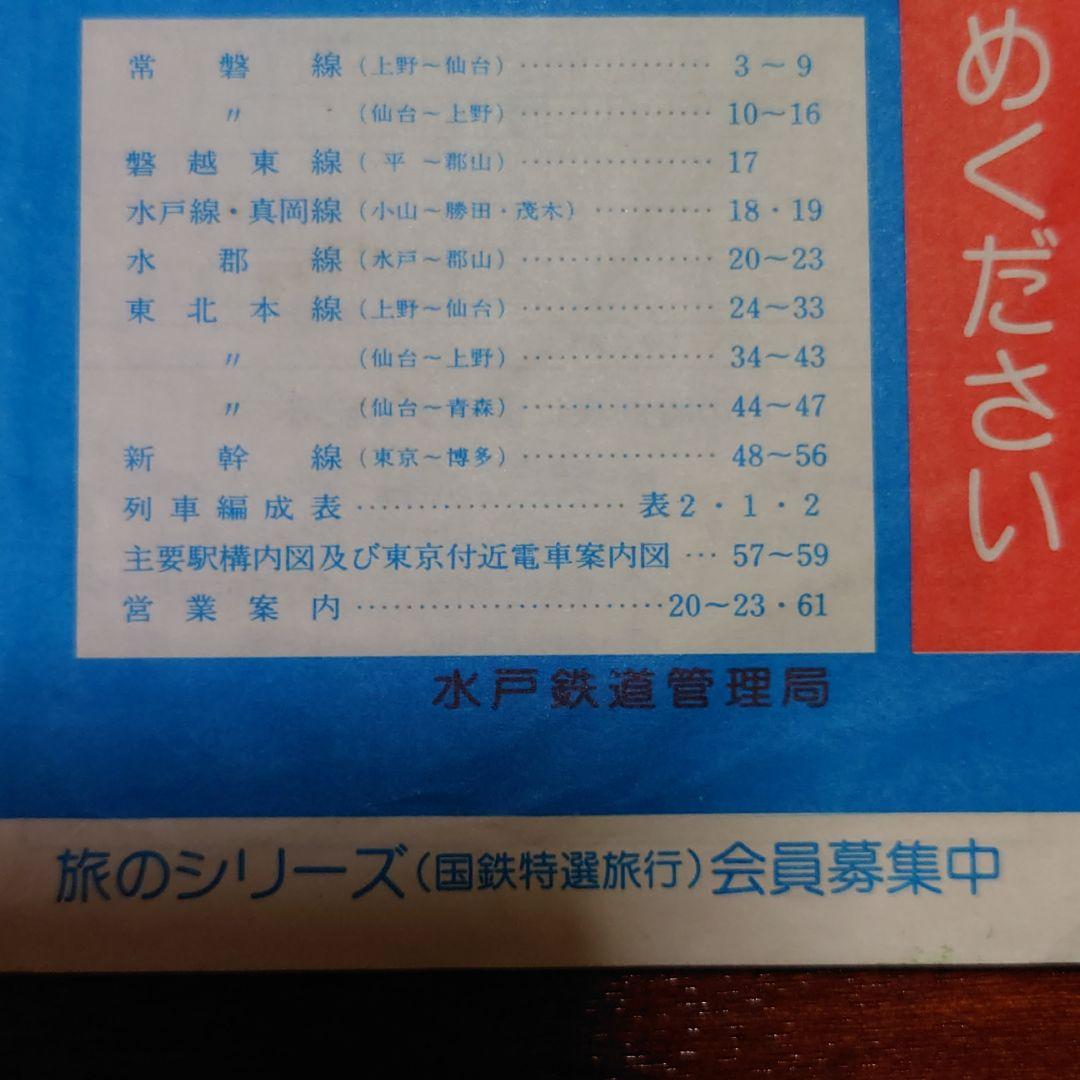 常磐線(上野～仙台)………………3～9
〃(仙台～上野)………………10～16
磐越東線(平～郡山)………………17
水戸線・真岡線(小山～勝田・茂木)…………18・19
水郡線(水戸～郡山)………………20～23
東北本線(上野～仙台)………………24～33
〃(仙台～上野)………………34～43
〃(仙台～青森)………………44～47
新幹線(東京～博多)………………48～56
列車編成表………………………表2・1・2
主要駅構内図及び東京付近電車案内図…57～59
営業案内…………………………20～23・61
水戸鉄道管理局
めください
旅のシリーズ(国鉄特選旅行)会員募集中